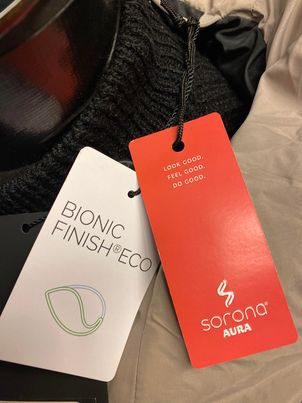 LOOK GOOD.
FEEL GOOD.
DO GOOD.
sorona®
AURA
BIONIC
FINISH®ECO